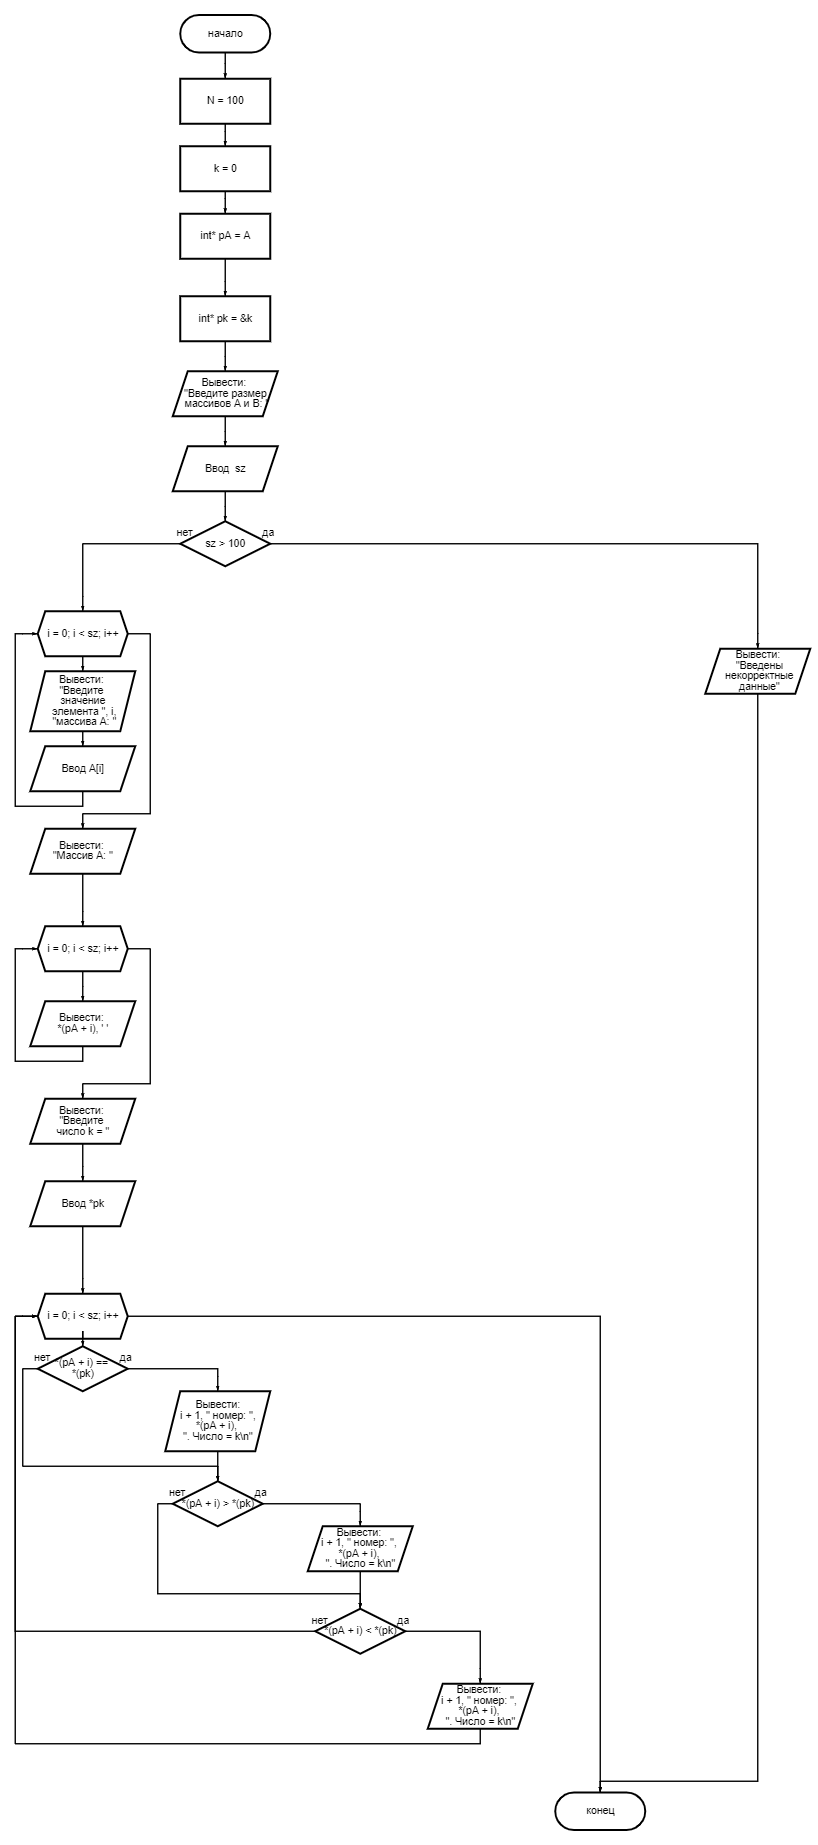 начало
N = 100
k = 0
int* pA = A
int* pk = &k
Вывести:
"Введите размер
массивов A и B: "
Ввод  sz
нет
да
sz > 100
i = 0; i < sz; i++
Вывести:
"Введите
значение
элемента ", i,
"массива A: "
Ввод A[i]
Вывести:
"Введены
некорректные
данные"
Вывести:
"Массив A: "
i = 0; i < sz; i++
Вывести:
*(pA + i), ' '
Вывести:
"Введите
число k = "
Ввод *pk
i = 0; i < sz; i++
нет
да
*(pA + i) ==
*(pk)
Вывести:
i + 1, " номер: ",
*(pA + i),
". Число = k\n"
нет
да
*(pA + i) > *(pk)
Вывести:
i + 1, " номер: ",
*(pA + i),
". Число = k\n"
нет
да
*(pA + i) < *(pk)
Вывести:
i + 1, " номер: ",
*(pA + i),
". Число = k\n"
конец